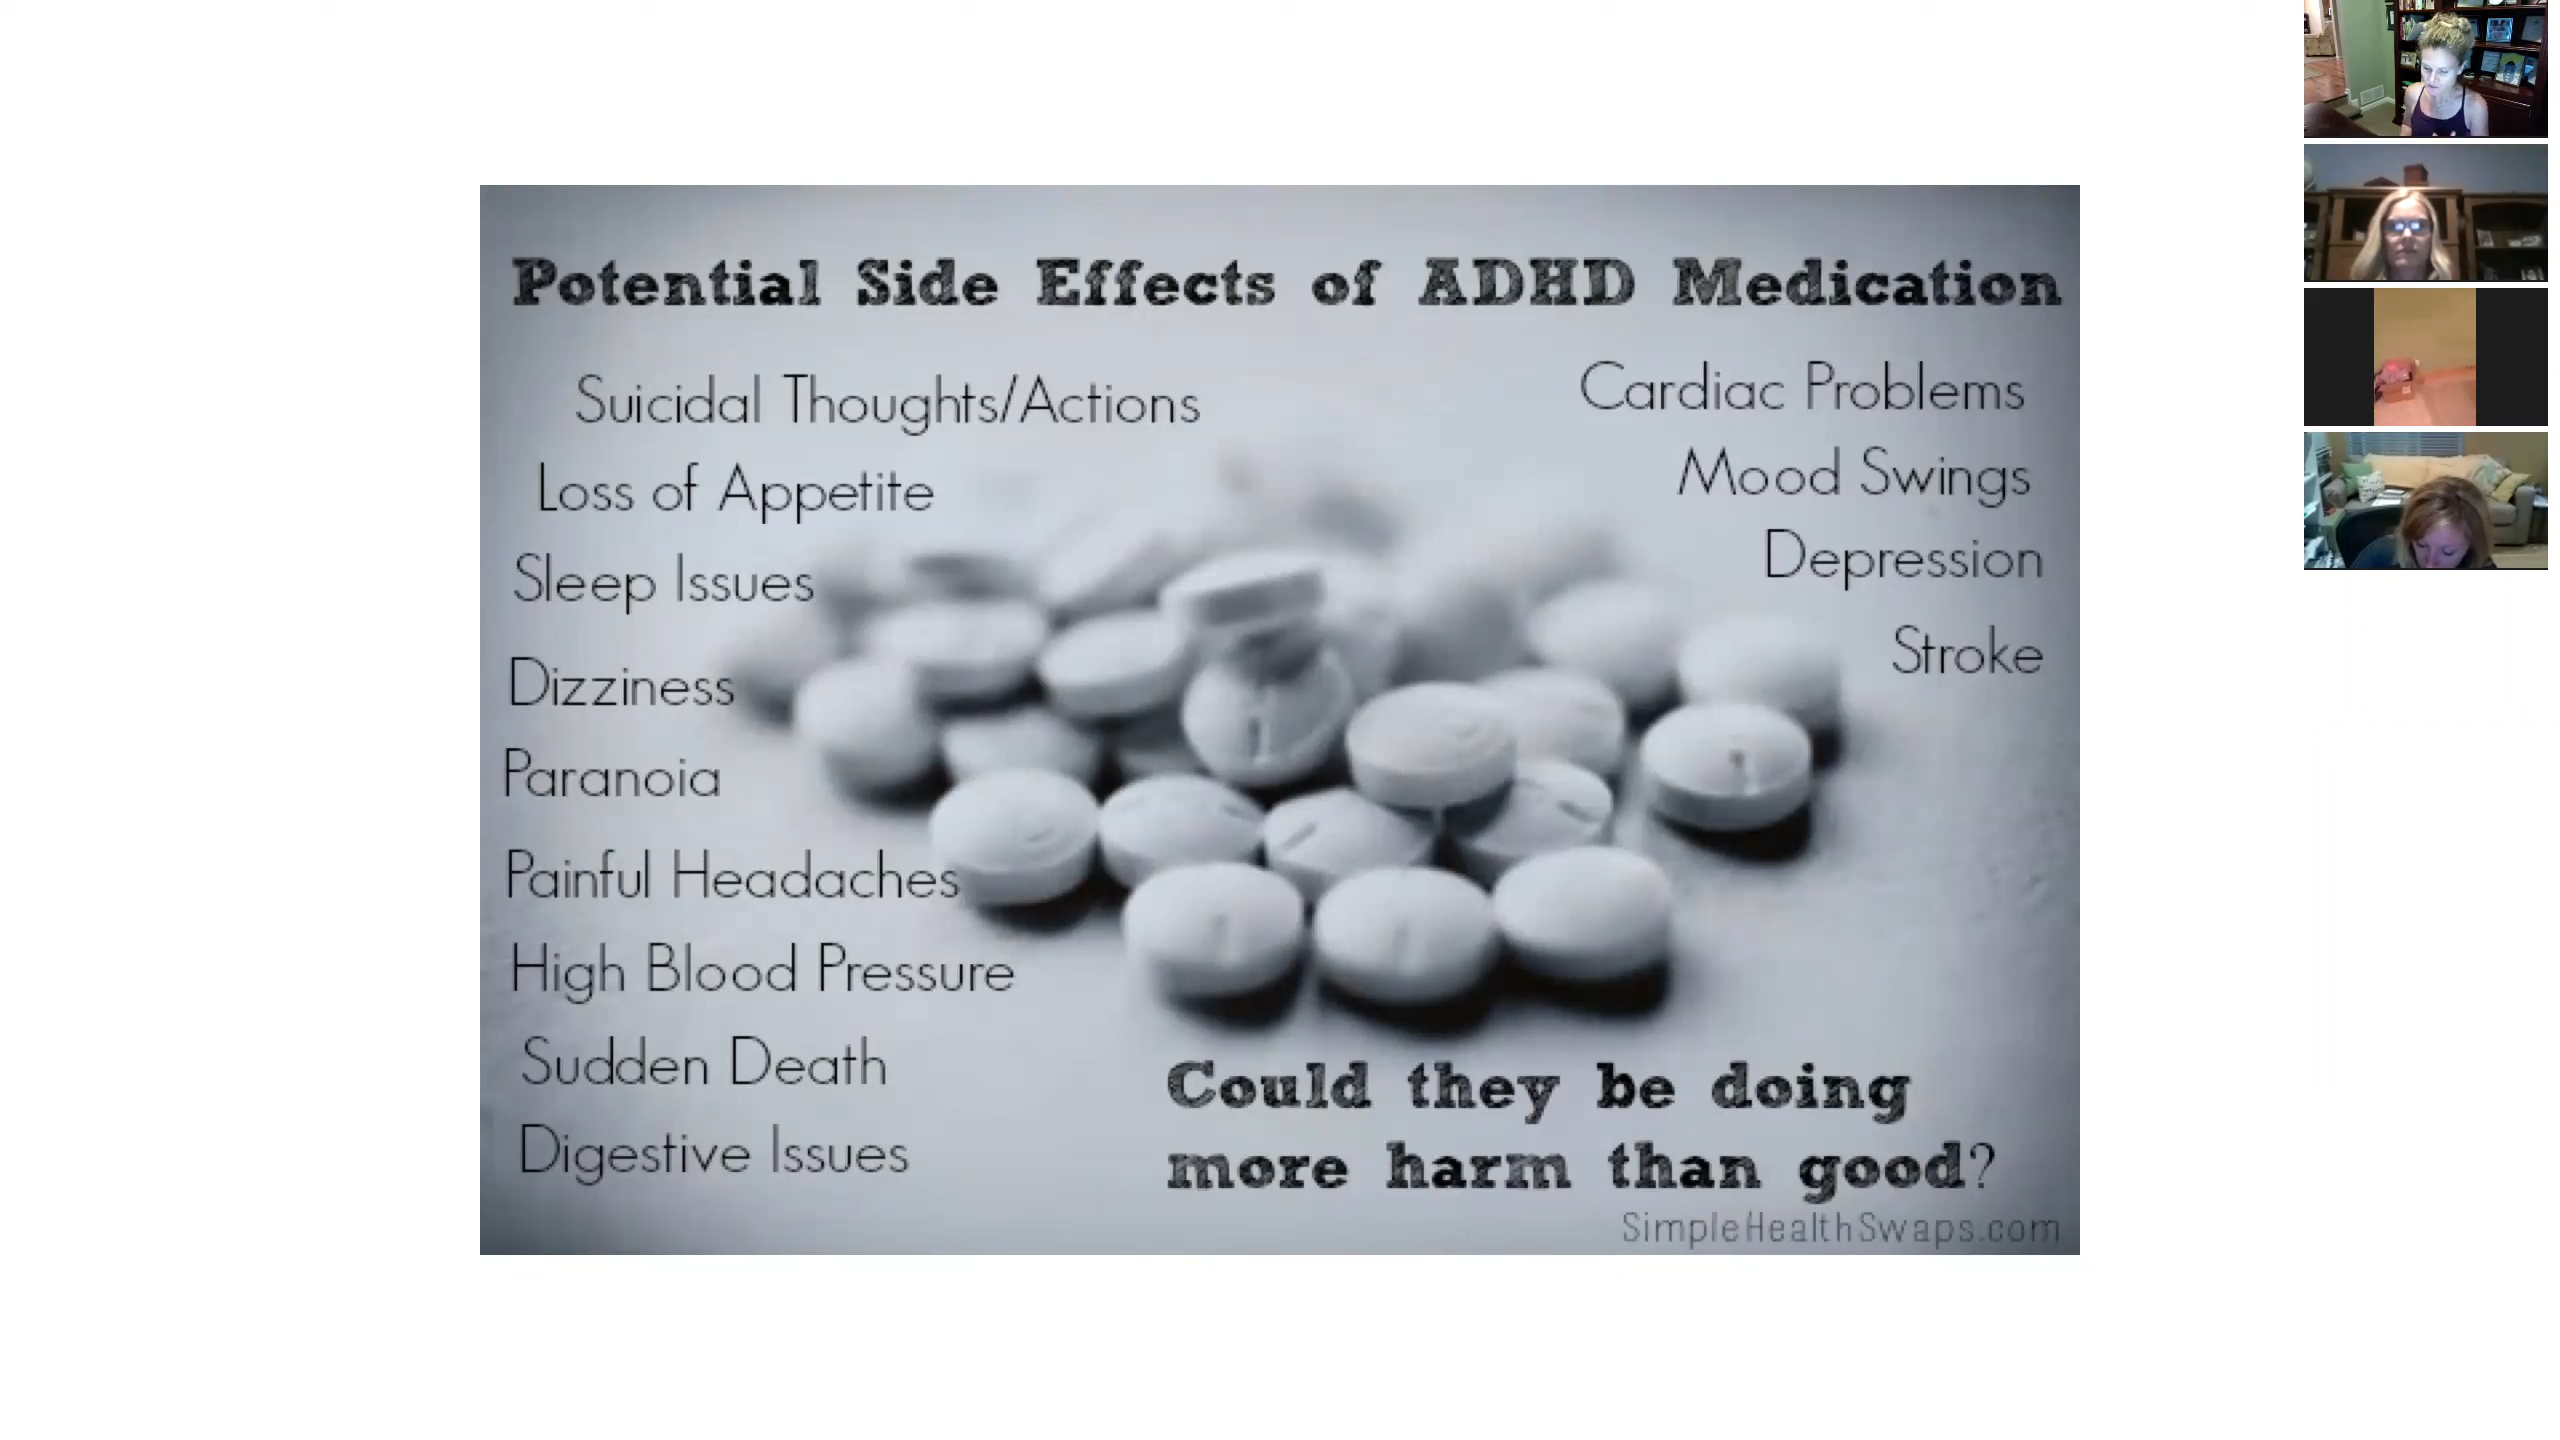 Potential Side Effects of ADHD Medication
Suicidal Thoughts/Actions
Loss of Appetite
Sleep Issues
Dizziness
Paranoia
Painful Headaches
High Blood Pressure
Sudden Death
Digestive Issues
Cardiac Problems
Mood Swings
Depression
Stroke
Could they be doing
more harm than good?
SimpleHealthSwaps.com